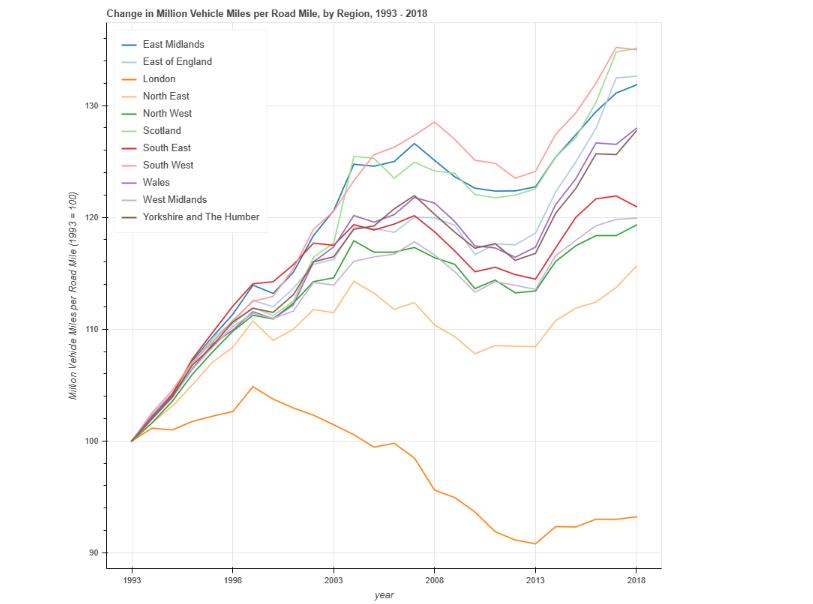 Change in Million Vehicle Miles per Road Mile, by Region, 1993 - 2018
East Midlands
East of England
London
North East
North West
Scotland
South East
South West
Wales
West Midlands
Yorkshire and The Humber
Million Vehicle Miles per Road Mile (1993 = 100)
130
120
110
100
90
1993
1998
2003
2008
2013
2018
year